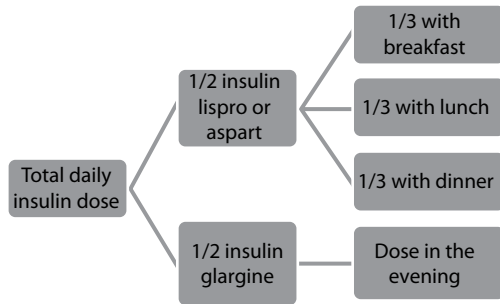 Total daily
insulin dose
1/2 insulin
lispro or
aspart
1/3 with
breakfast
1/3 with lunch
1/3 with dinner
1/2 insulin
glargine
Dose in the
evening